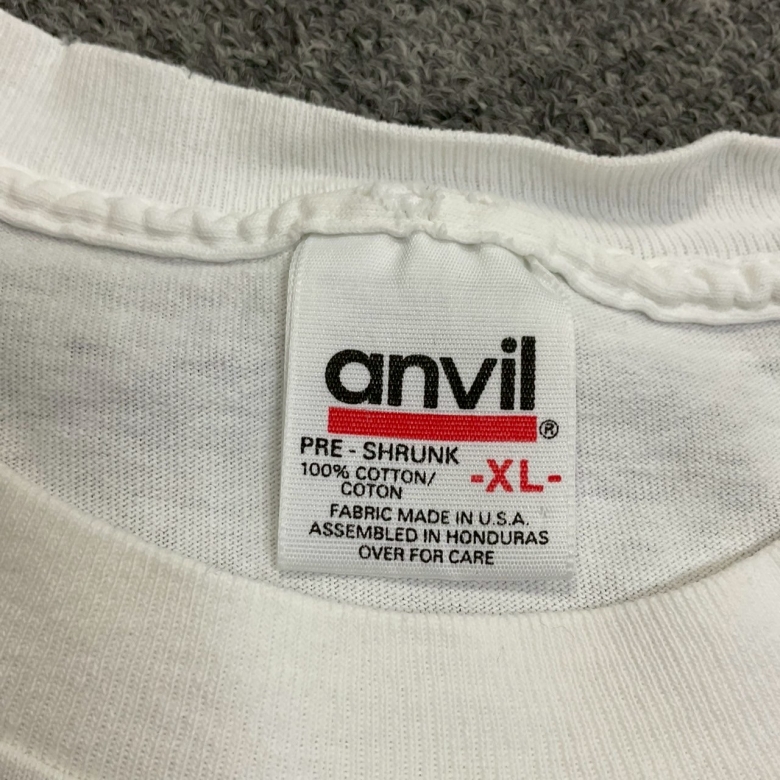 anvil®
PRE - SHRUNK
100% COTTON/
COTON
-XL-
FABRIC MADE IN U.S.A.
ASSEMBLED IN HONDURAS
OVER FOR CARE